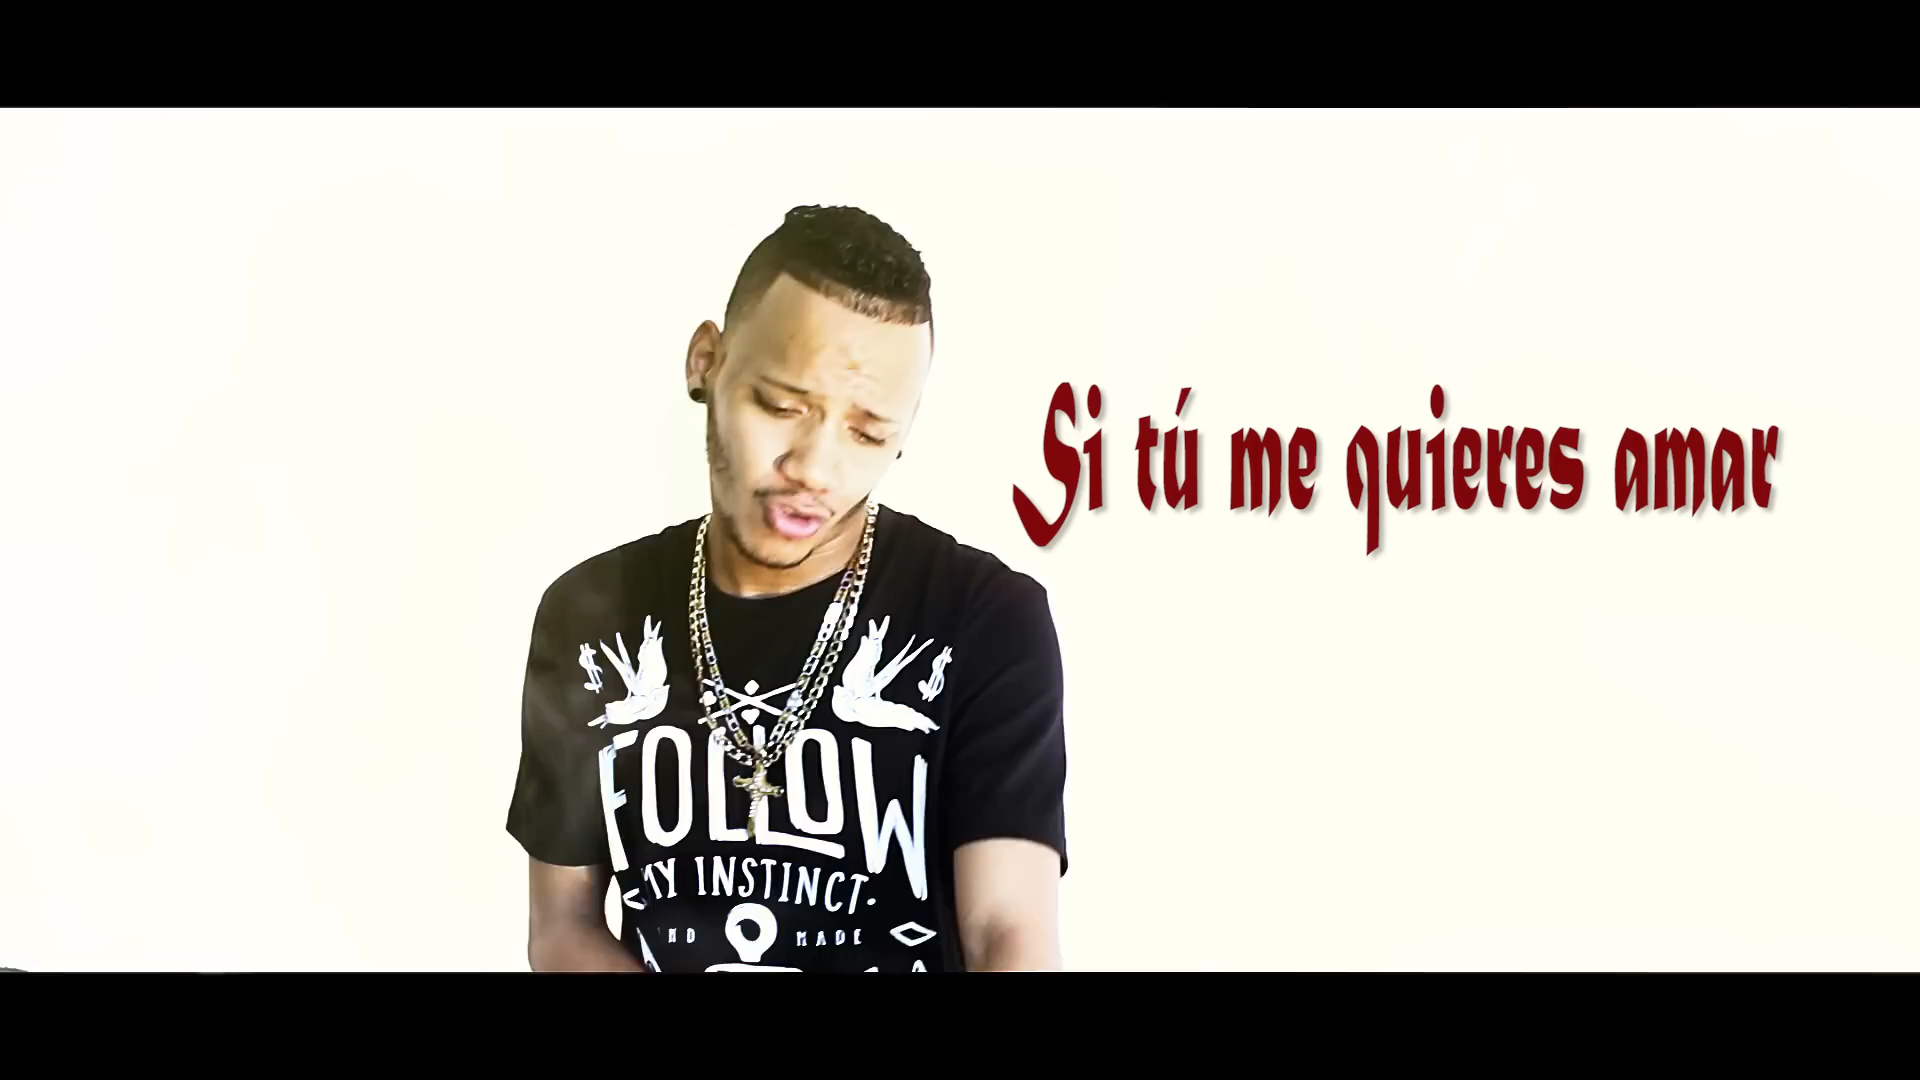 Si tú me quieres amar
$ $
FOLLOW
MY INSTINCT.
MADE